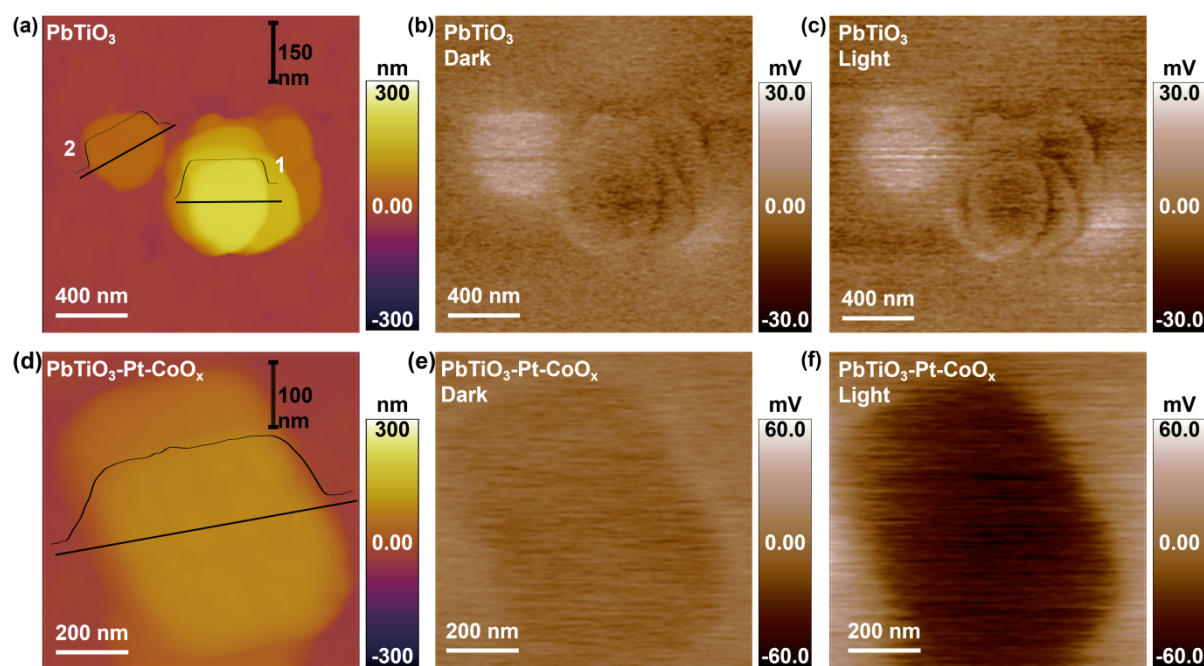 (a) PbTiO₃
150
nm
2
1
400 nm
nm
300
0.00
-300
(b) PbTiO₃
Dark
400 nm
mV
30.0
0.00
-30.0
(c) PbTiO₃
Light
400 nm
mV
30.0
0.00
-30.0
(d) PbTiO₃-Pt-CoOₓ
100
nm
200 nm
nm
300
0.00
-300
(e) PbTiO₃-Pt-CoOₓ
Dark
200 nm
mV
60.0
0.00
-60.0
(f) PbTiO₃-Pt-CoOₓ
Light
200 nm
mV
60.0
0.00
-60.0